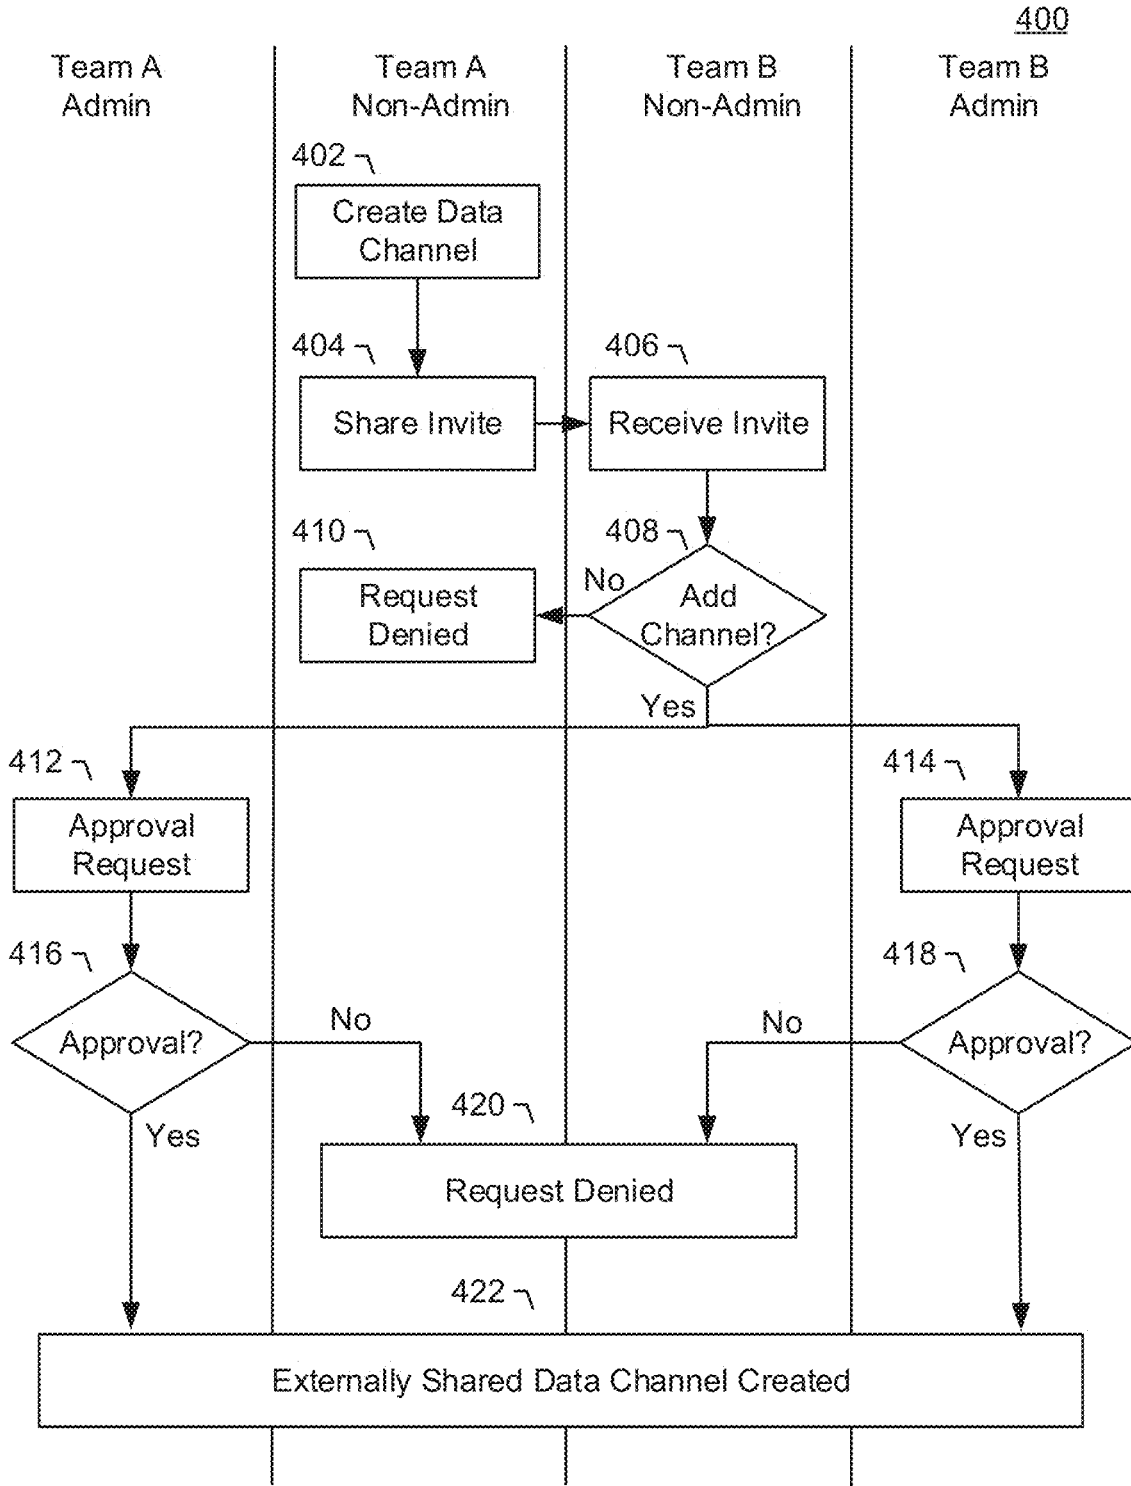 400
Team A
Admin
Team A
Non-Admin
Team B
Non-Admin
Team B
Admin
402
Create Data
Channel
404
Share Invite
406
Receive Invite
408
Add
Channel?
No
410
Request
Denied
Yes
412
Approval
Request
414
Approval
Request
416
Approval?
No
418
Approval?
No
420
Request Denied
Yes
Yes
422
Externally Shared Data Channel Created